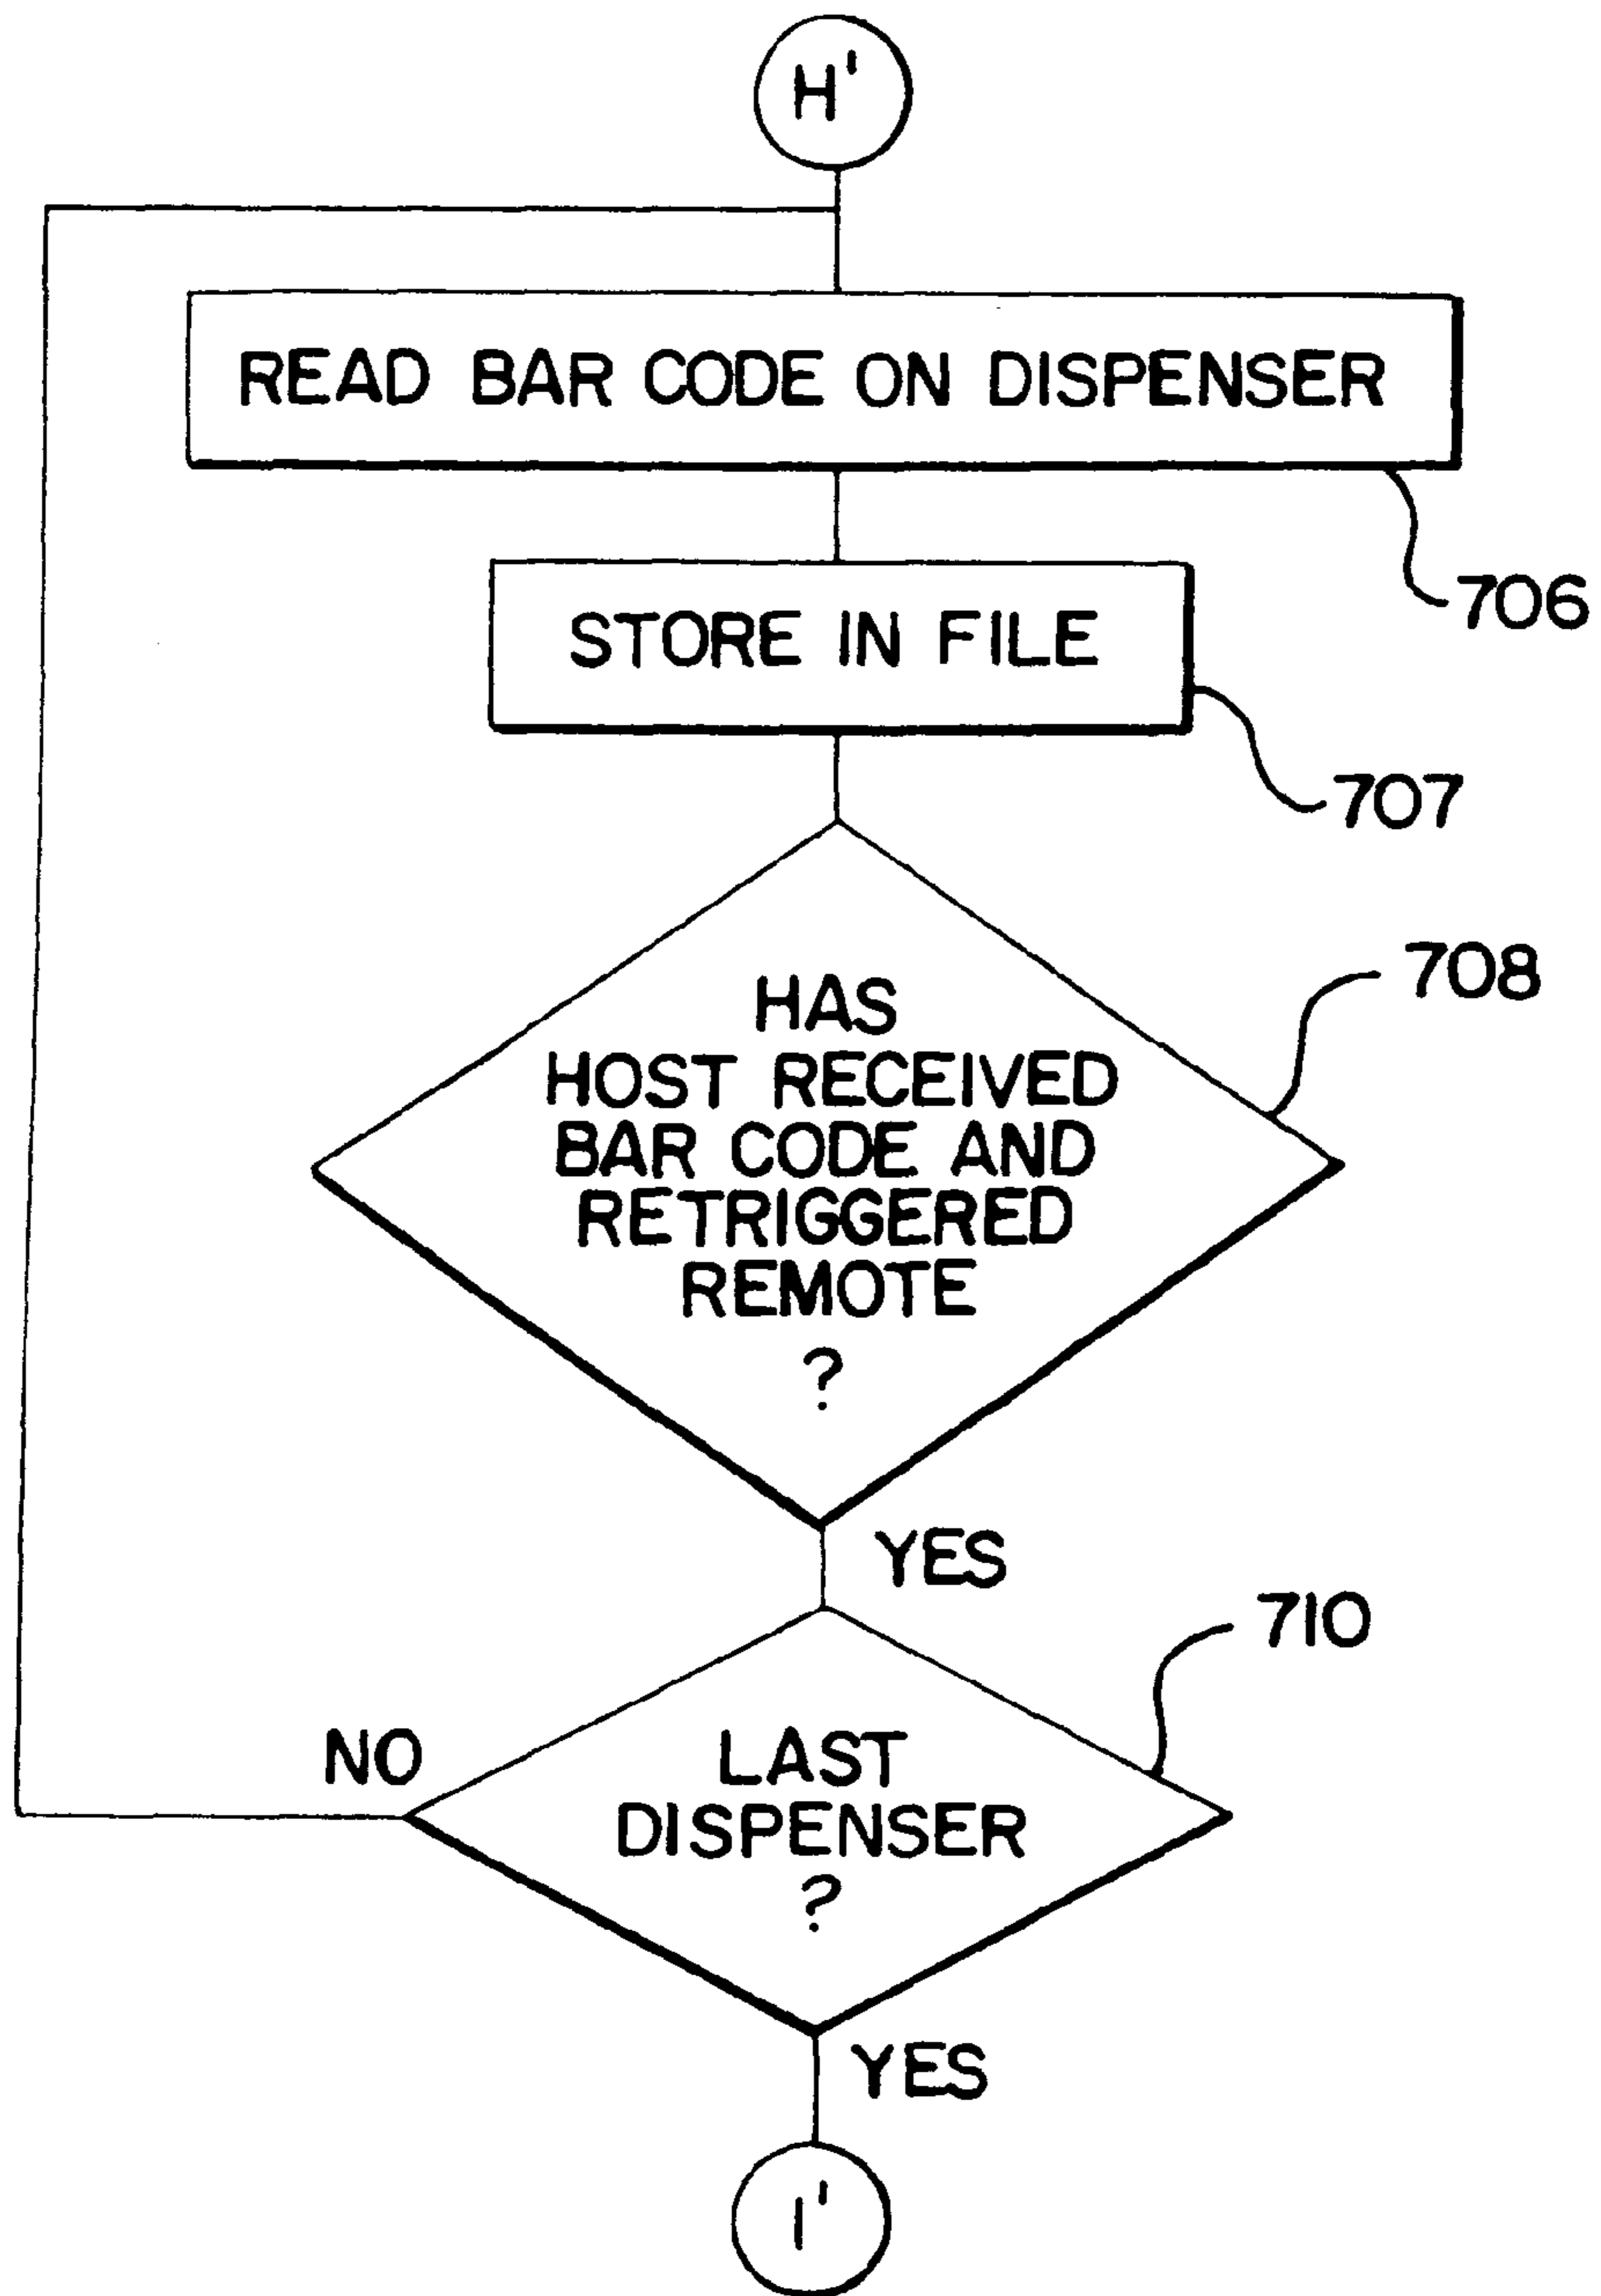 H'
READ BAR CODE ON DISPENSER
706
STORE IN FILE
707
HAS
HOST RECEIVED
BAR CODE AND
RETRIGGERED
REMOTE
?
708
YES
710
NO
LAST
DISPENSER
?
YES
I'